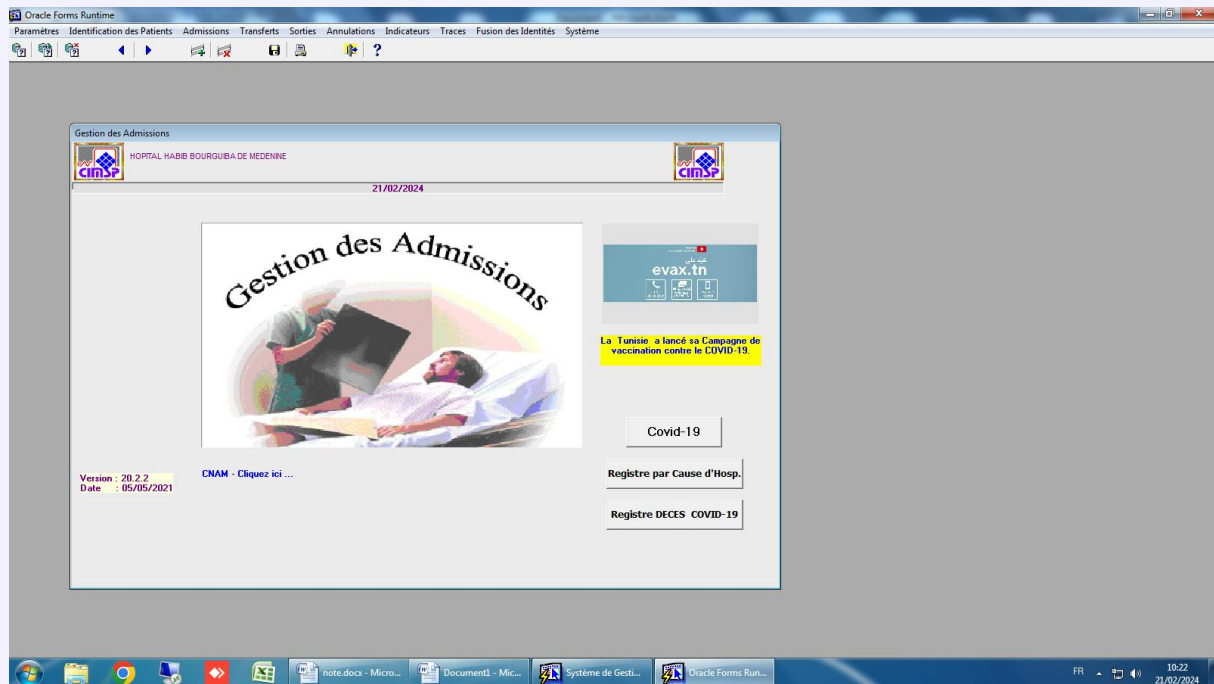 Oracle Forms Runtime
Paramètres Identification des Patients Admissions Transferts Sorties Annulations Indicateurs Traces Fusion des Identités Système
Gestion des Admissions
CIMSP
HOPITAL HABIB BOURGUIBA DE MEDENINE
CIMSP
21/02/2024
Gestion des Admissions
evax.tn
La Tunisie a lancé sa Campagne de
vaccination contre le COVID-19.
Covid-19
CNAM - Cliquez ici ...
Registre par Cause d'Hosp.
Version : 20.2.2
Date : 05/05/2021
Registre DECES COVID-19
note.docx - Micro...
Document1 - Mic...
Système de Gesti...
Oracle Forms Run...
FR
10:22
21/02/2024